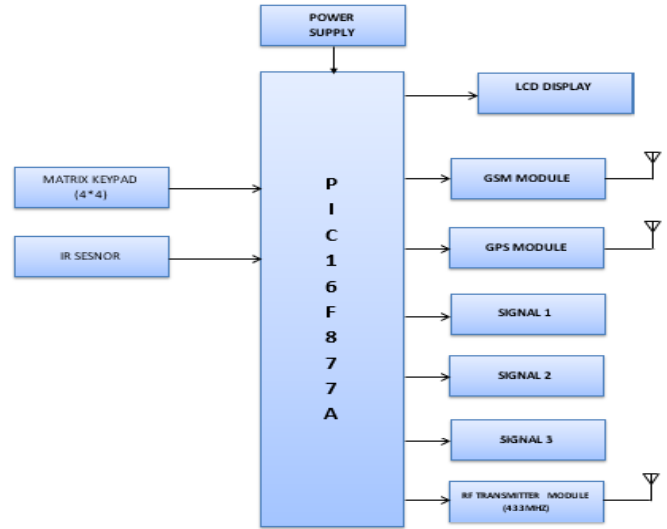 POWER
SUPPLY
LCD DISPLAY
MATRIX KEYPAD
(4*4)
GSM MODULE
IR SESNOR
GPS MODULE
P
I
C
1
6
F
8
7
7
A
SIGNAL 1
SIGNAL 2
SIGNAL 3
RF TRANSMITTER MODULE
(433MHZ)